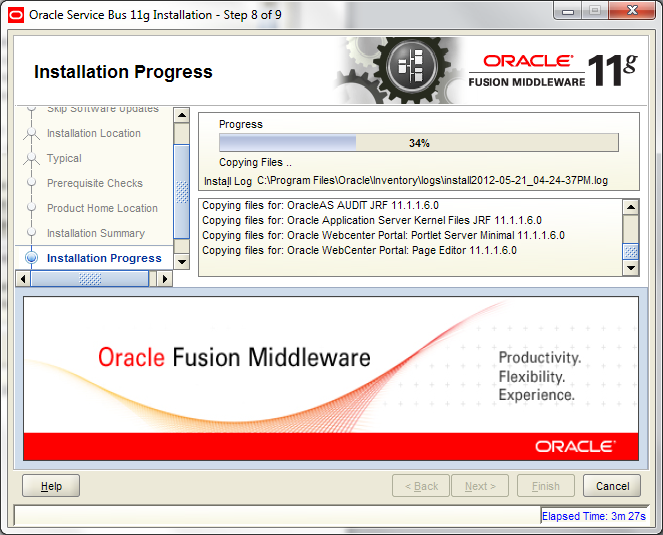 Oracle Service Bus 11g Installation - Step 8 of 9
Installation Progress
ORACLE
FUSION MIDDLEWARE 11g
Skip Software Updates
Installation Location
Typical
Prerequisite Checks
Product Home Location
Installation Summary
Installation Progress
Progress
34%
Copying Files ..
Install Log C:\Program Files\Oracle\Inventory\logs\install2012-05-21_04-24-37PM.log
Copying files for: OracleAS AUDIT JRF 11.1.1.6.0
Copying files for: Oracle Application Server Kernel Files JRF 11.1.1.6.0
Copying files for: Oracle Webcenter Portal: Portlet Server Minimal 11.1.1.6.0
Copying files for: Oracle WebCenter Portal: Page Editor 11.1.1.6.0
Oracle Fusion Middleware
Productivity.
Flexibility.
Experience.
ORACLE
Help
< Back
Next >
Finish
Cancel
Elapsed Time: 3m 27s